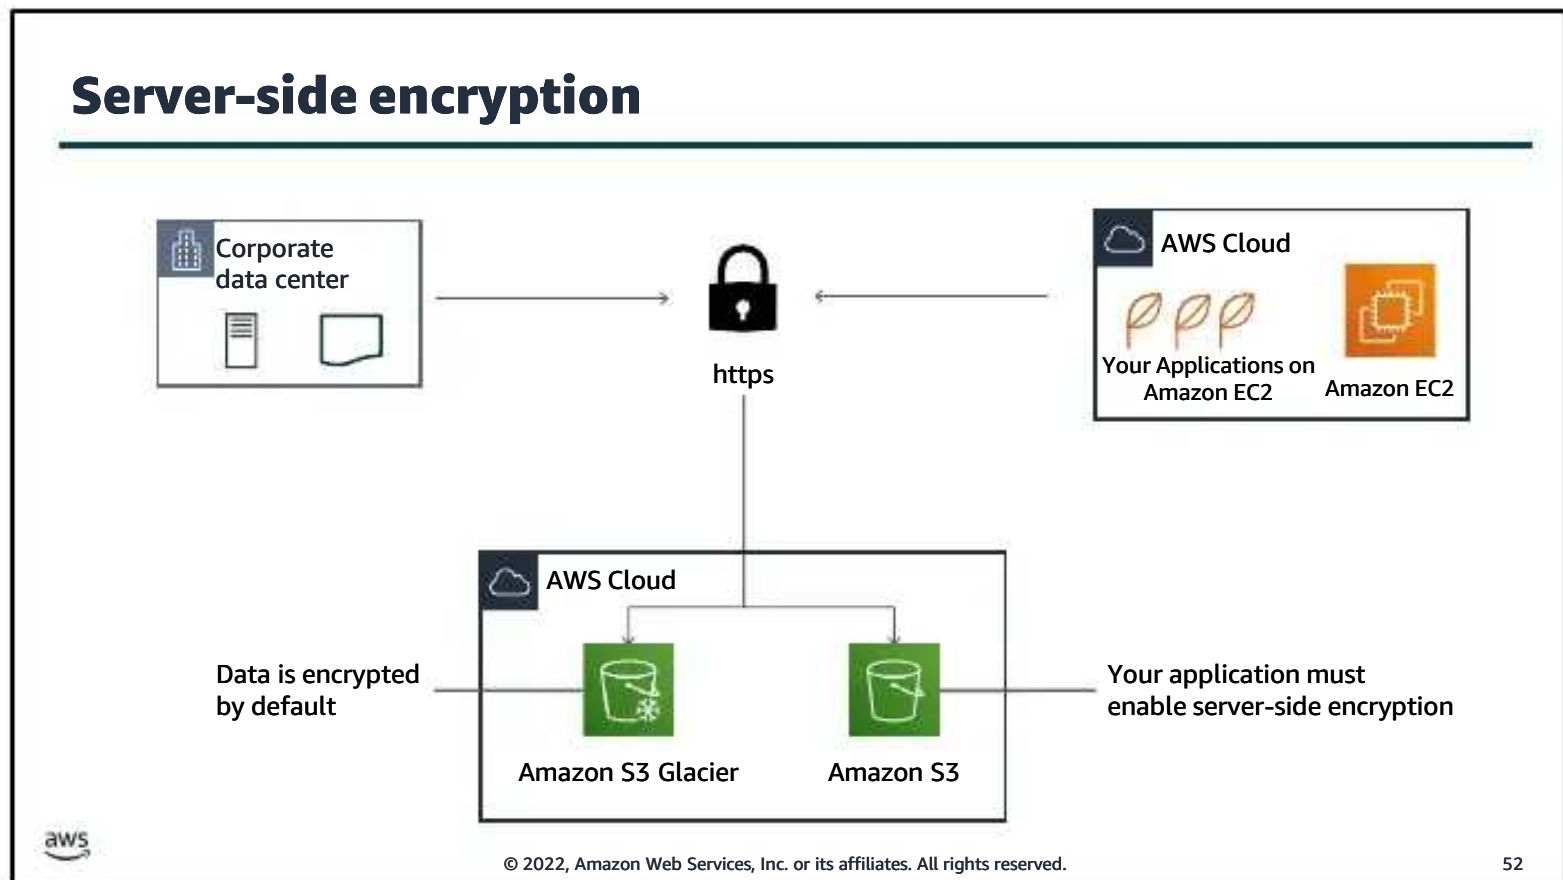 Server-side encryption
Corporate
data center
https
AWS Cloud
Your Applications on
Amazon EC2
Amazon EC2
AWS Cloud
Data is encrypted
by default
Amazon S3 Glacier
Amazon S3
Your application must
enable server-side encryption
aws
© 2022, Amazon Web Services, Inc. or its affiliates. All rights reserved.
52